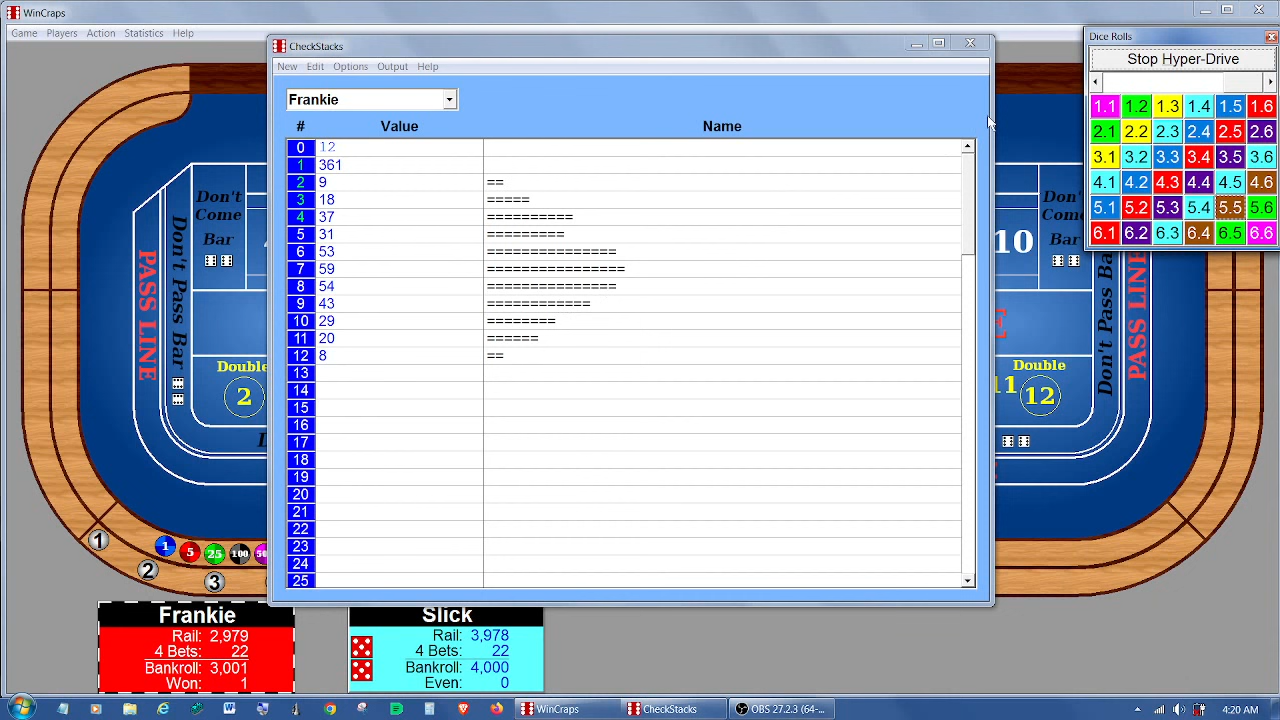 WinCraps
Game Players Action Statistics Help
CheckStacks
New Edit Options Output Help
Frankie
# Value Name
0 12
1 361
2 9 ==
3 18 =====
4 37 ==========
5 31 =========
6 53 ===============
7 59 ================
8 54 ===============
9 43 ============
10 29 ========
11 20 ======
12 8 ==
13
14
15
16
17
18
19
20
21
22
23
24
25
Dice Rolls
Stop Hyper-Drive
1.1 1.2 1.3 1.4 1.5 1.6
2.1 2.2 2.3 2.4 2.5 2.6
3.1 3.2 3.3 3.4 3.5 3.6
4.1 4.2 4.3 4.4 4.5 4.6
5.1 5.2 5.3 5.4 5.5 5.6
6.1 6.2 6.3 6.4 6.5 6.6
Don't
Come
Bar
PASS LINE
Don't Pass Bar
Double
2
10
Don't
Com
Bar
Double
11 12
Don't Pass Bar
PASS LINE
1
2
3
1 5 25 100
Frankie
Rail: 2,979
4 Bets: 22
Bankroll: 3,001
Won: 1
Slick
Rail: 3,978
4 Bets: 22
Bankroll: 4,000
Even: 0
WinCraps
CheckStacks
OBS 27.2.3 (64-...
4:20 AM